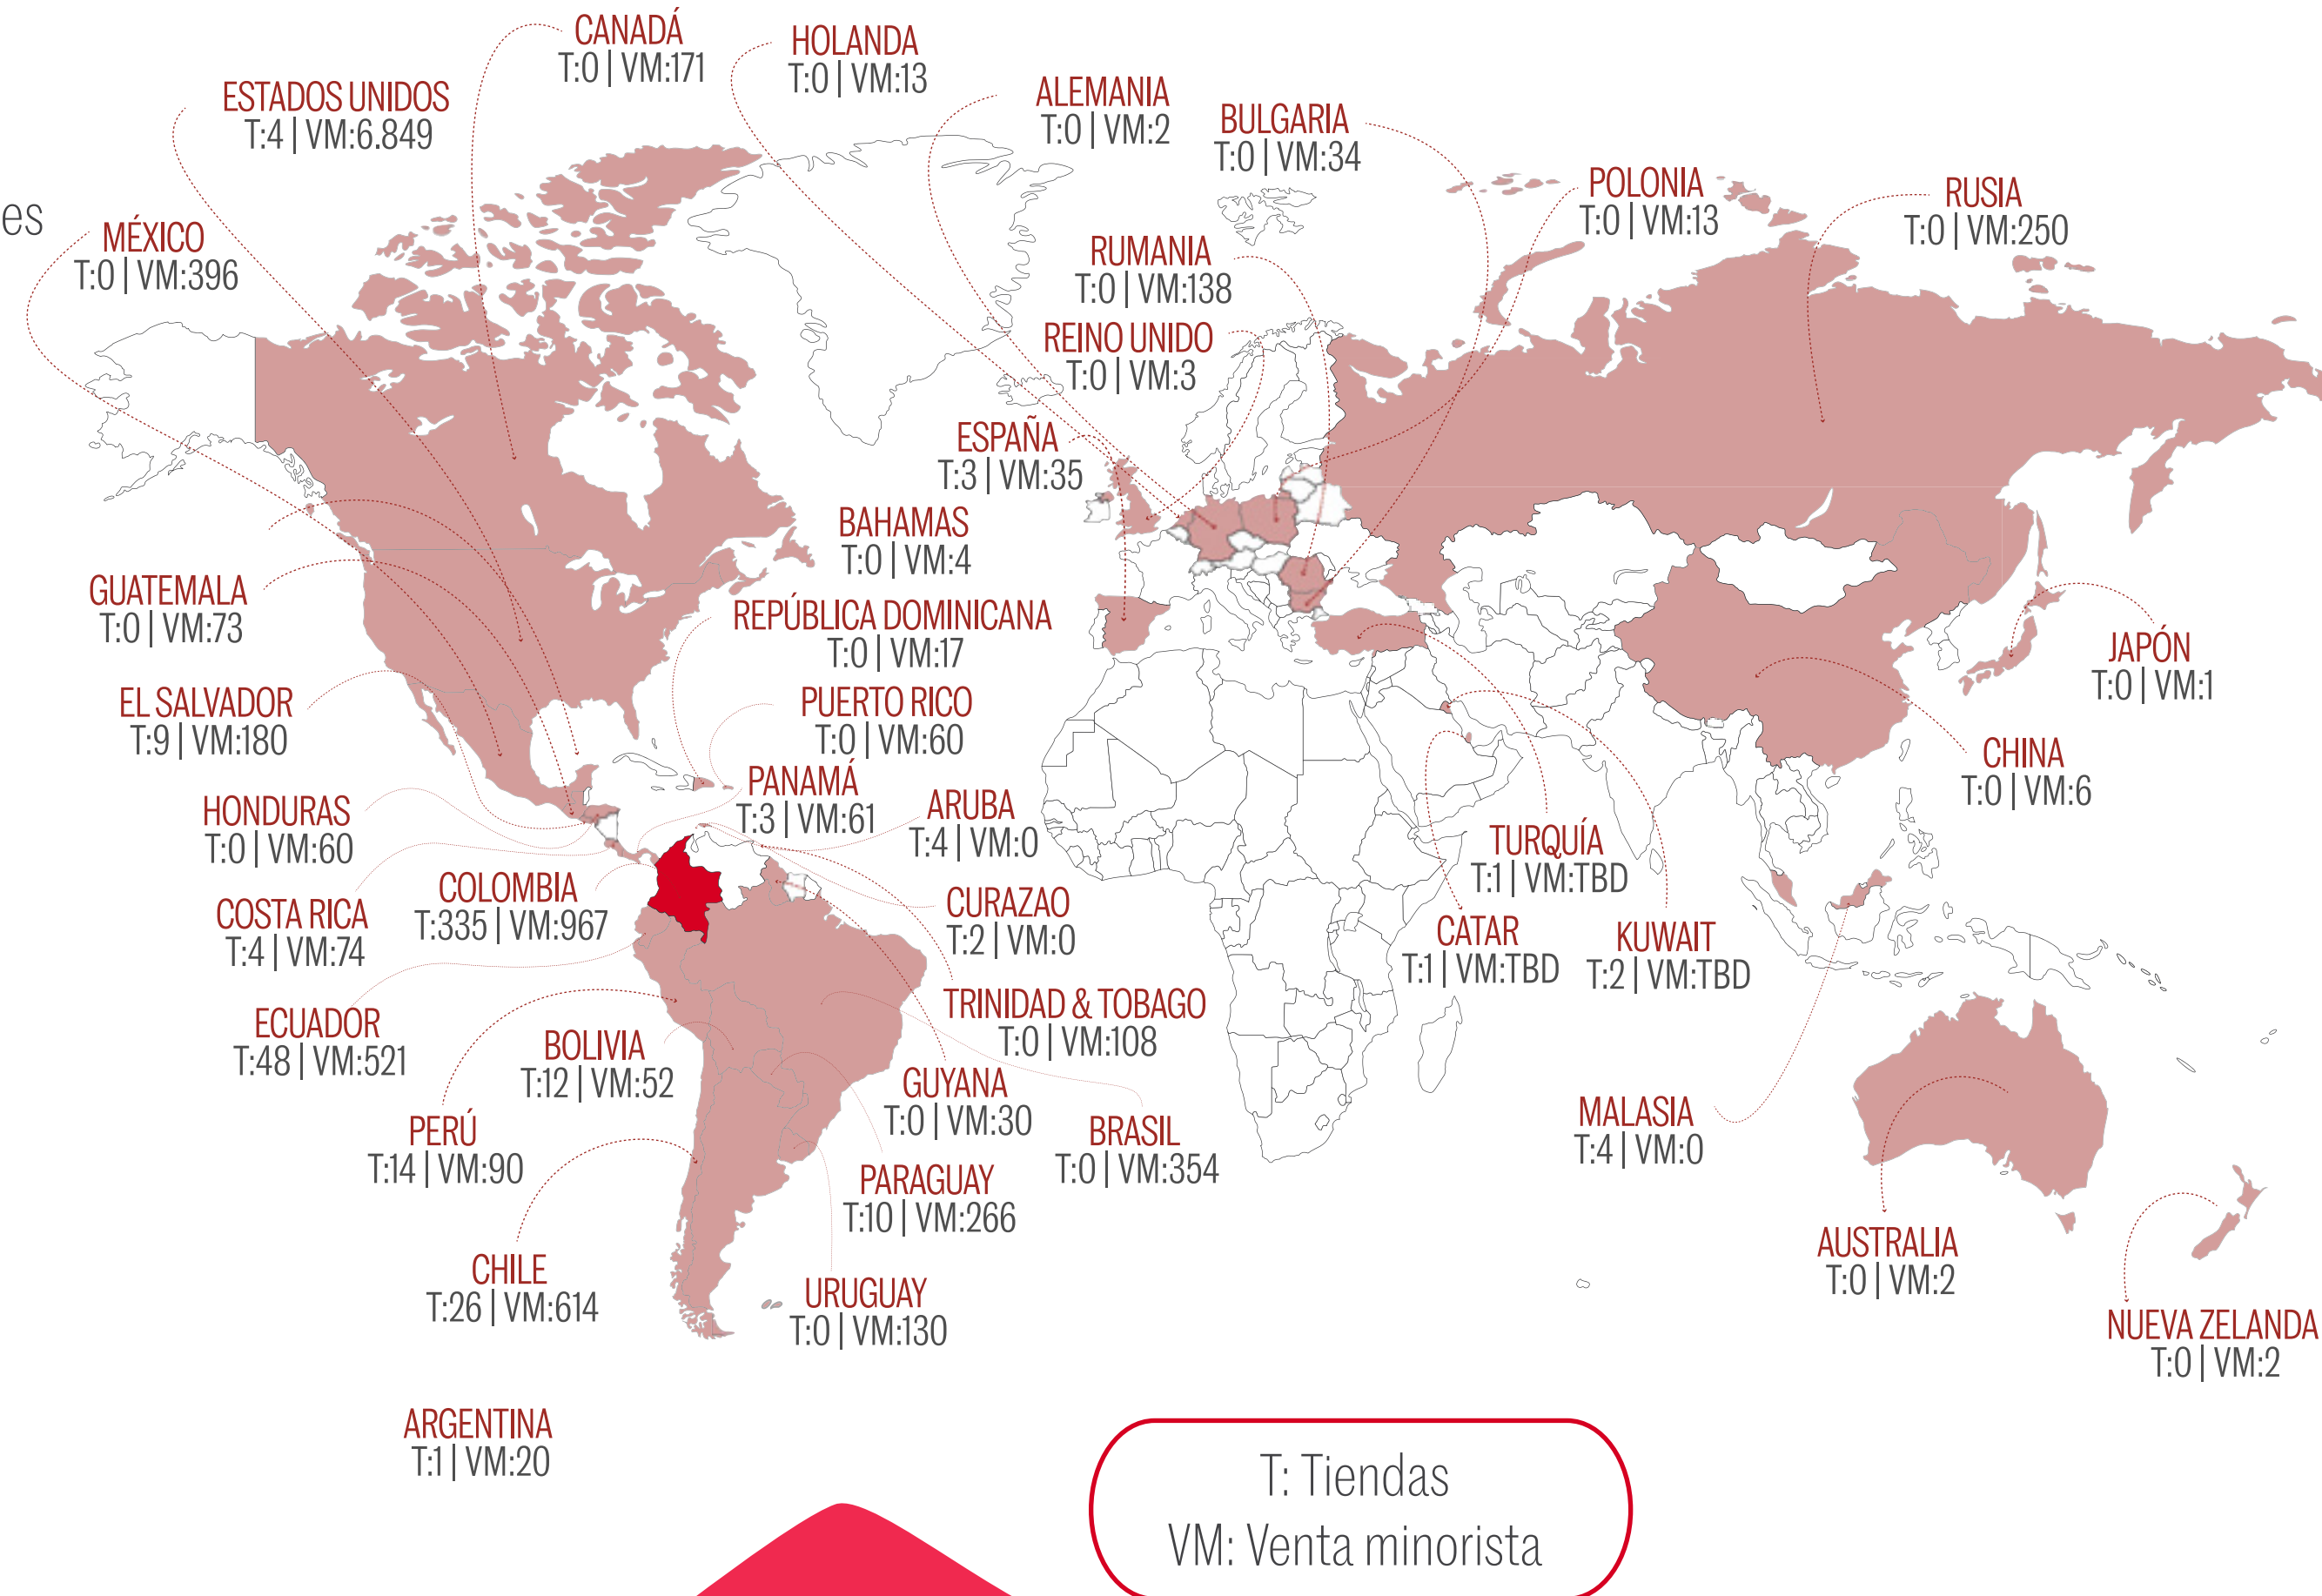 es
CANADÁ
T:0 | VM:171
HOLANDA
T:0 | VM:13
ESTADOS UNIDOS
T:4 | VM:6.849
ALEMANIA
T:0 | VM:2
BULGARIA
T:0 | VM:34
POLONIA
T:0 | VM:13
RUSIA
T:0 | VM:250
MÉXICO
T:0 | VM:396
RUMANIA
T:0 | VM:138
REINO UNIDO
T:0 | VM:3
ESPAÑA
T:3 | VM:35
BAHAMAS
T:0 | VM:4
GUATEMALA
T:0 | VM:73
REPÚBLICA DOMINICANA
T:0 | VM:17
JAPÓN
T:0 | VM:1
EL SALVADOR
T:9 | VM:180
PUERTO RICO
T:0 | VM:60
CHINA
T:0 | VM:6
PANAMÁ
T:3 | VM:61
HONDURAS
T:0 | VM:60
ARUBA
T:4 | VM:0
TURQUÍA
T:1 | VM:TBD
COLOMBIA
T:335 | VM:967
COSTA RICA
T:4 | VM:74
CURAZAO
T:2 | VM:0
CATAR
T:1 | VM:TBD
KUWAIT
T:2 | VM:TBD
TRINIDAD & TOBAGO
T:0 | VM:108
ECUADOR
T:48 | VM:521
BOLIVIA
T:12 | VM:52
GUYANA
T:0 | VM:30
MALASIA
T:4 | VM:0
PERÚ
T:14 | VM:90
BRASIL
T:0 | VM:354
PARAGUAY
T:10 | VM:266
AUSTRALIA
T:0 | VM:2
CHILE
T:26 | VM:614
URUGUAY
T:0 | VM:130
NUEVA ZELANDA
T:0 | VM:2
ARGENTINA
T:1 | VM:20
T: Tiendas
VM: Venta minorista